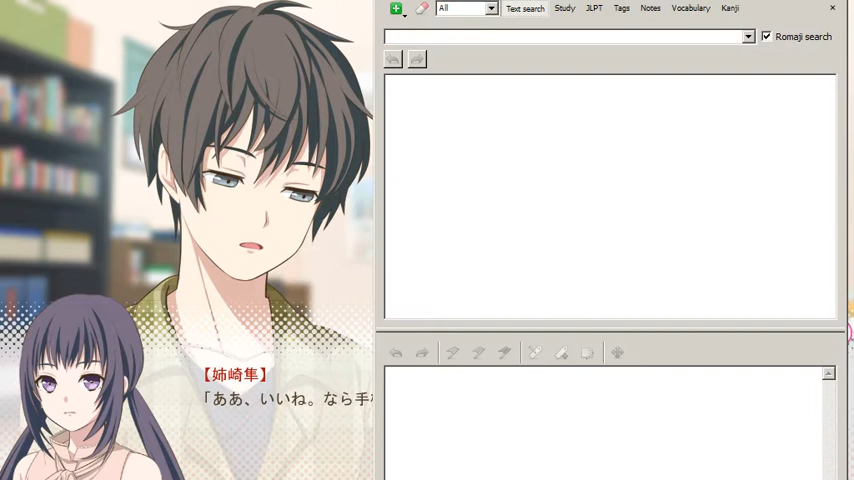 All
Text search
Study
JLPT
Tags
Notes
Vocabulary
Kanji
Romaji search
【姉崎隼】
「ああ、いいね。なら手